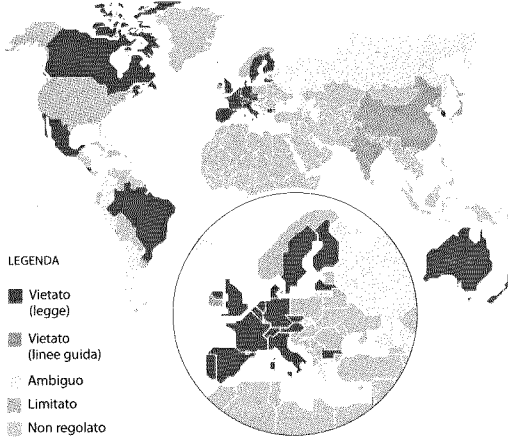 LEGENDA
Vietato
(legge)
Vietato
(linee guida)
Ambiguo
Limitato
Non regolato